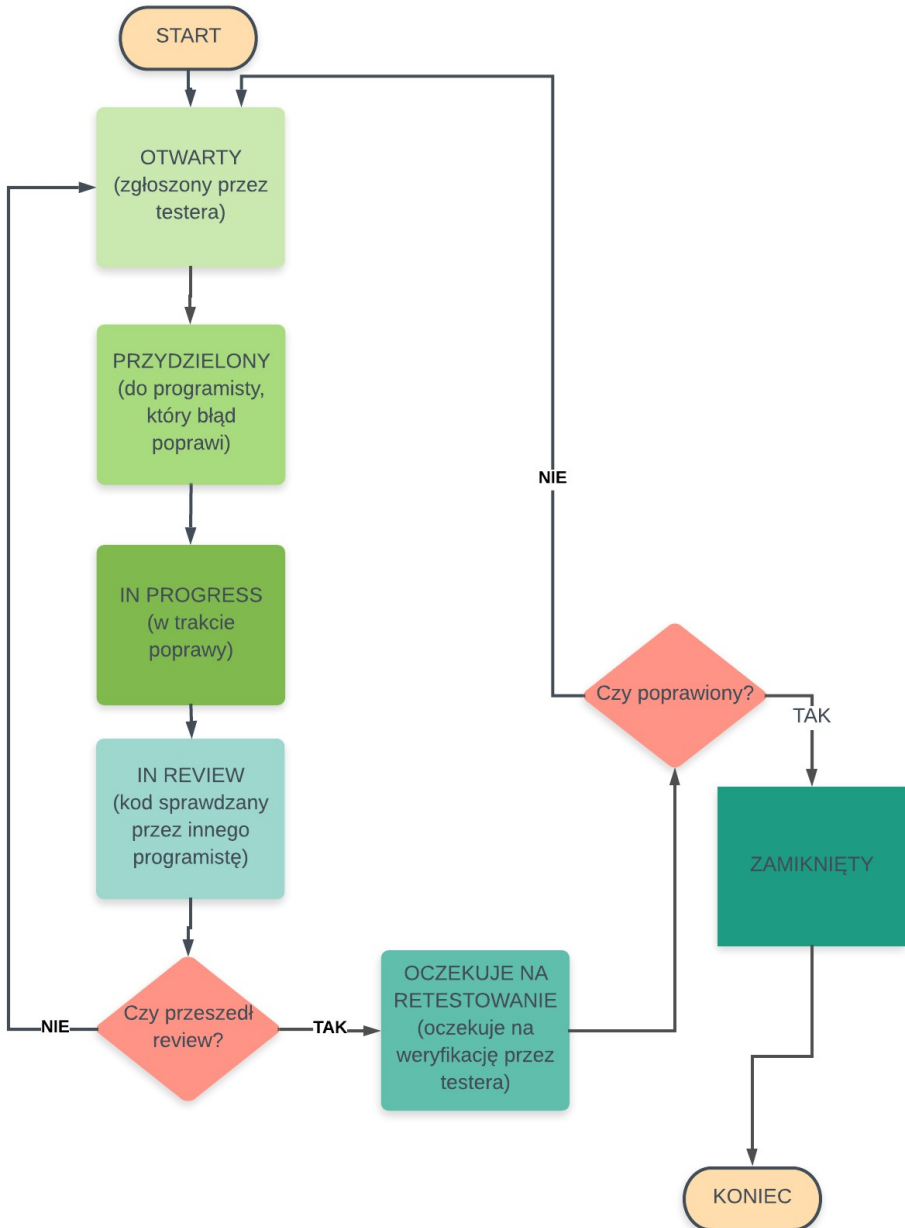 START
OTWARTY
(zgłoszony przez
testera)
PRZYDZIELONY
(do programisty,
który błąd
poprawi)
IN PROGRESS
(w trakcie
poprawy)
IN REVIEW
(kod sprawdzany
przez innego
programistę)
Czy przeszedł
review?
NIE
TAK
OCZEKUJE NA
RETESTOWANIE
(oczekuje na
weryfikację przez
testera)
Czy poprawiony?
NIE
TAK
ZAMIKNIĘTY
KONIEC